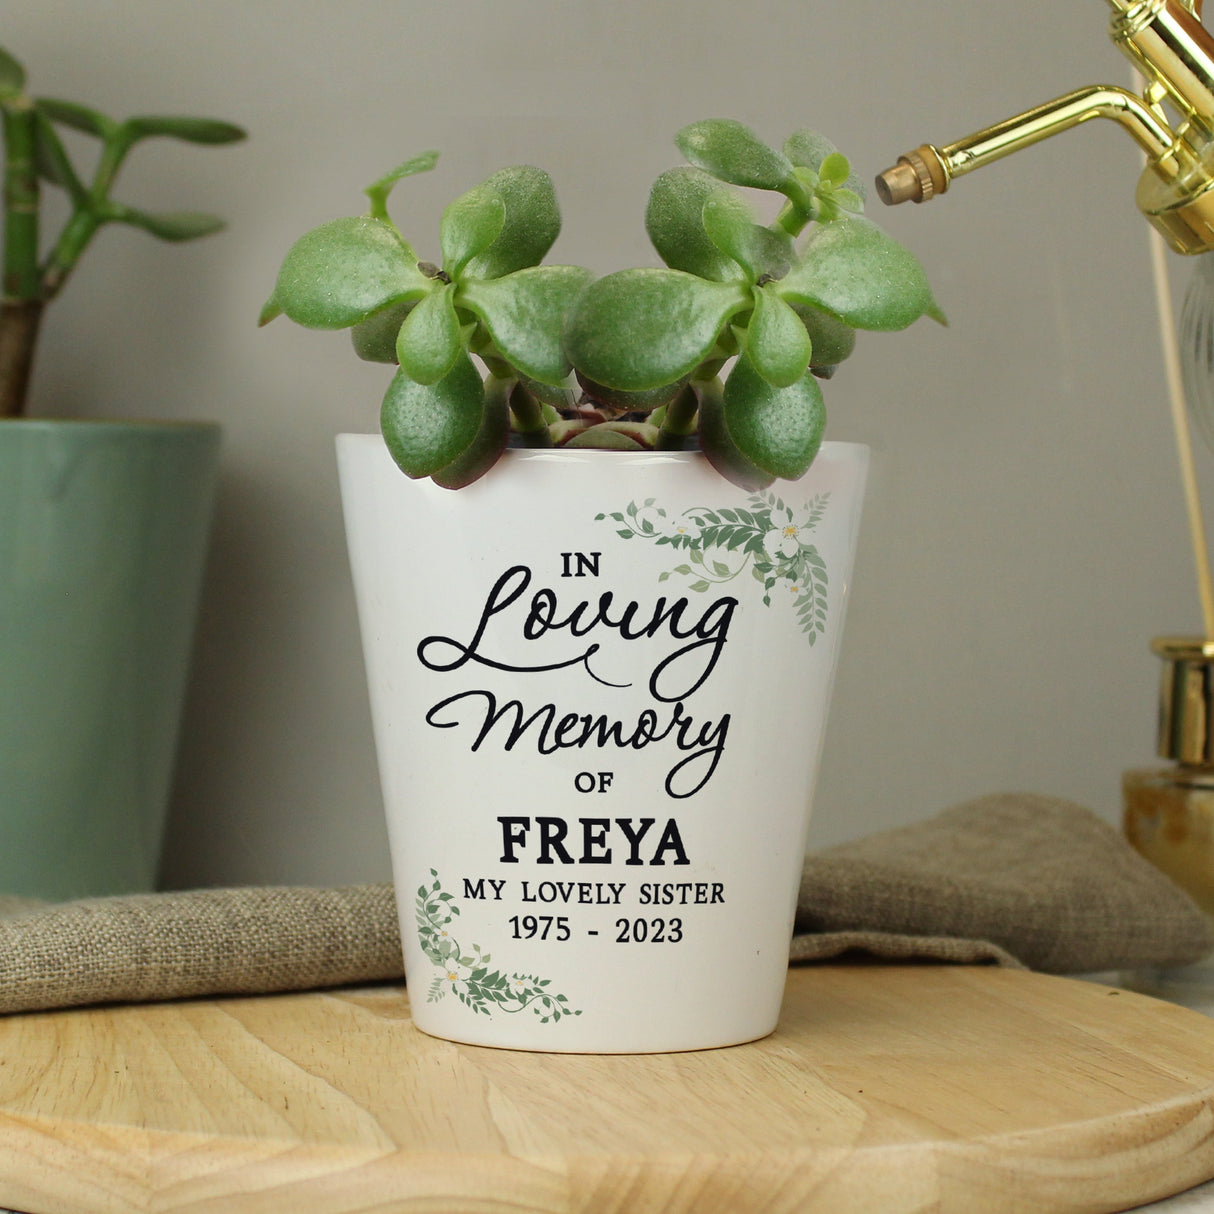 IN
Loving
Memory
OF
FREYA
MY LOVELY SISTER
1975 - 2023